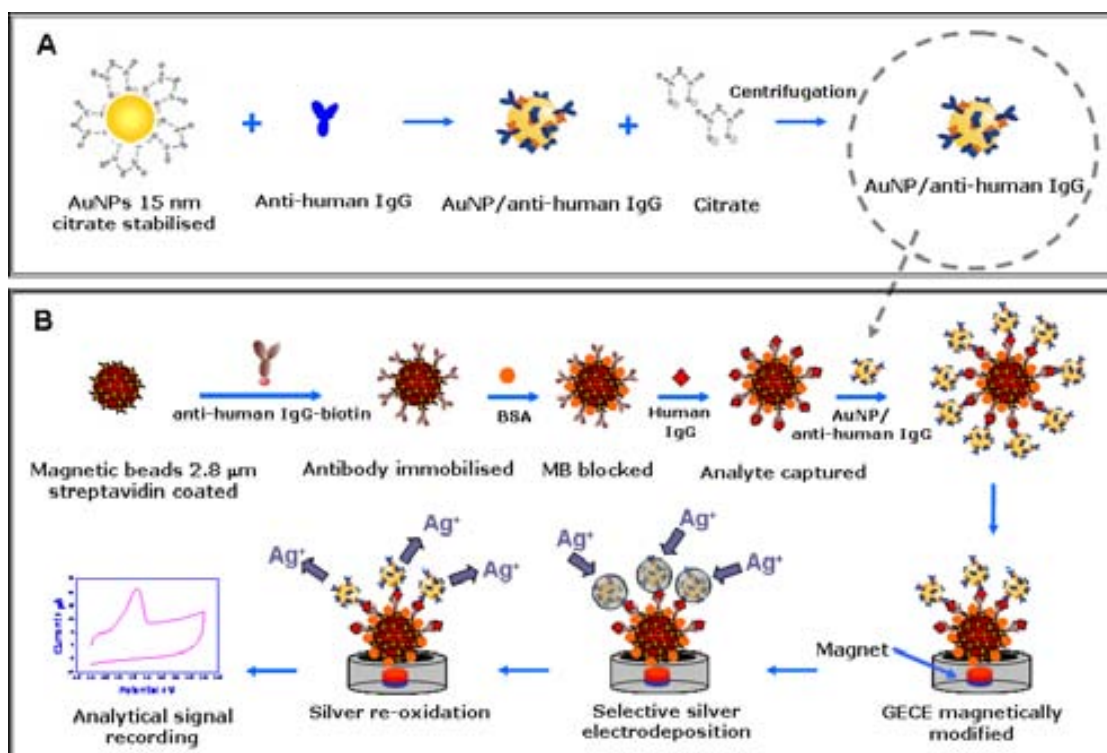 A
Centrifugation
AuNPs 15 nm
citrate stabilised
Anti-human IgG
AuNP/anti-human IgG
Citrate
AuNP/anti-human IgG
B
anti-human IgG-biotin
BSA
Human
IgG
AuNP/
anti-human IgG
Magnetic beads 2.8 μm
streptavidin coated
Antibody immobilised
MB blocked
Analyte captured
Ag⁺
Ag⁺
Ag⁺
Ag⁺
Ag⁺
Ag⁺
Magnet
Potential / V
Analytical signal
recording
Silver re-oxidation
Selective silver
electrodeposition
GECE magnetically
modified